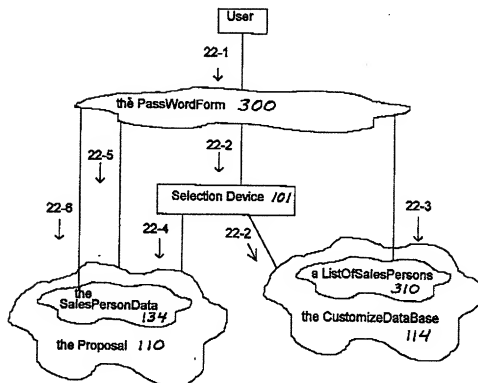 User
22-1
the PassWordForm 300
22-5
22-2
22-6
Selection Device 101
22-4
22-2
22-3
a ListOfSalesPersons
310
the
SalesPersonData
134
the CustomizeDataBase
114
the Proposal 110